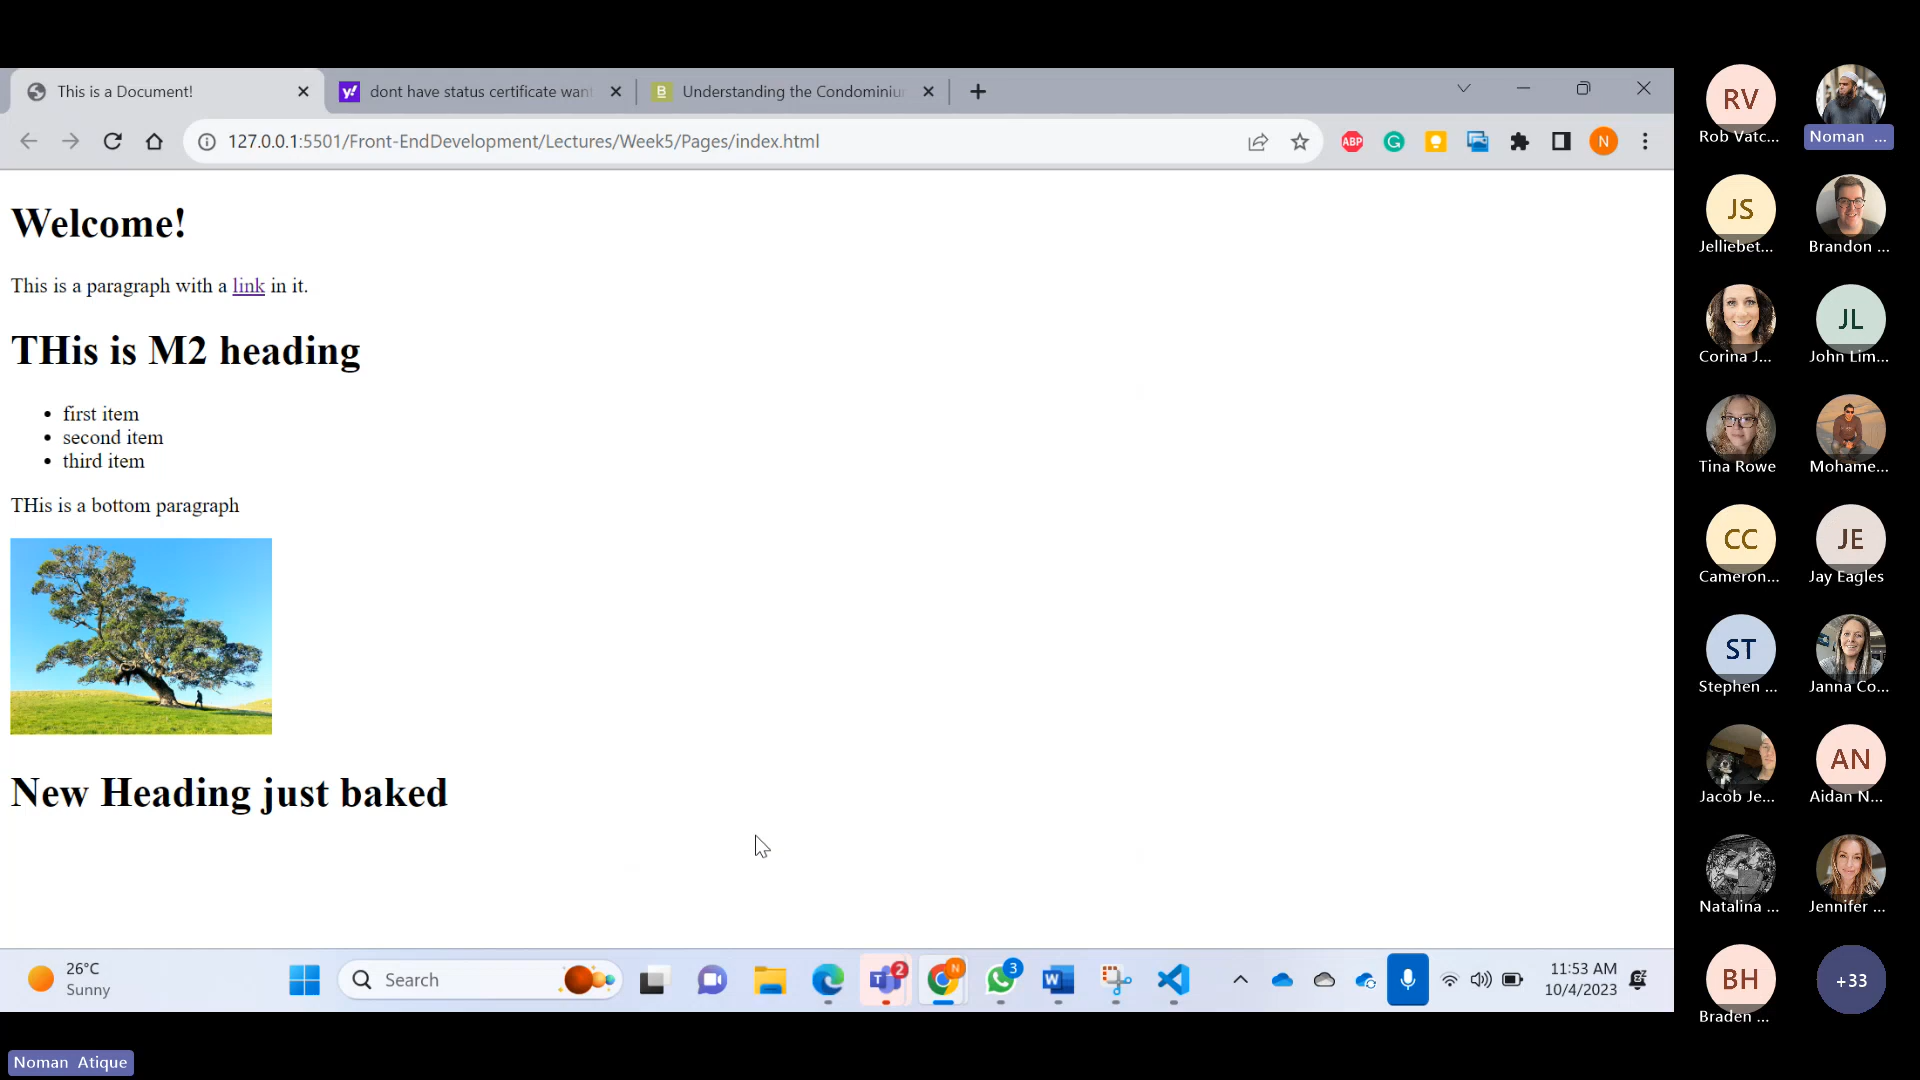 This is a Document!
dont have status certificate wan
Understanding the Condominiu
127.0.0.1:5501/Front-EndDevelopment/Lectures/Week5/Pages/index.html
ABP
N
Welcome!
This is a paragraph with a link in it.
THis is M2 heading
first item
second item
third item
THis is a bottom paragraph
New Heading just baked
26°C
Sunny
Search
2
N
3
11:53 AM
10/4/2023
Noman Atique
RV
Rob Vatc...
Noman ...
JS
Jelliebet...
Brandon ...
Corina J...
JL
John Lim...
Tina Rowe
Mohame...
CC
Cameron...
JE
Jay Eagles
ST
Stephen ...
Janna Co...
Jacob Je...
AN
Aidan N...
Natalina ...
Jennifer ...
BH
Braden ...
+33